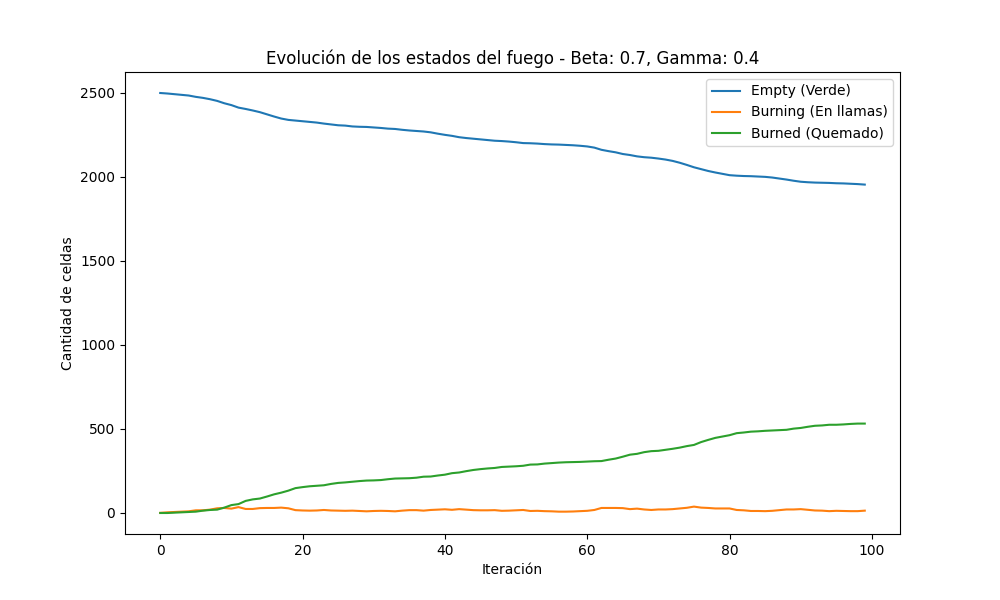 Evolución de los estados del fuego - Beta: 0.7, Gamma: 0.4
Empty (Verde)
Burning (En llamas)
Burned (Quemado)
Cantidad de celdas
2500
2000
1500
1000
500
0
0 20 40 60 80 100
Iteración